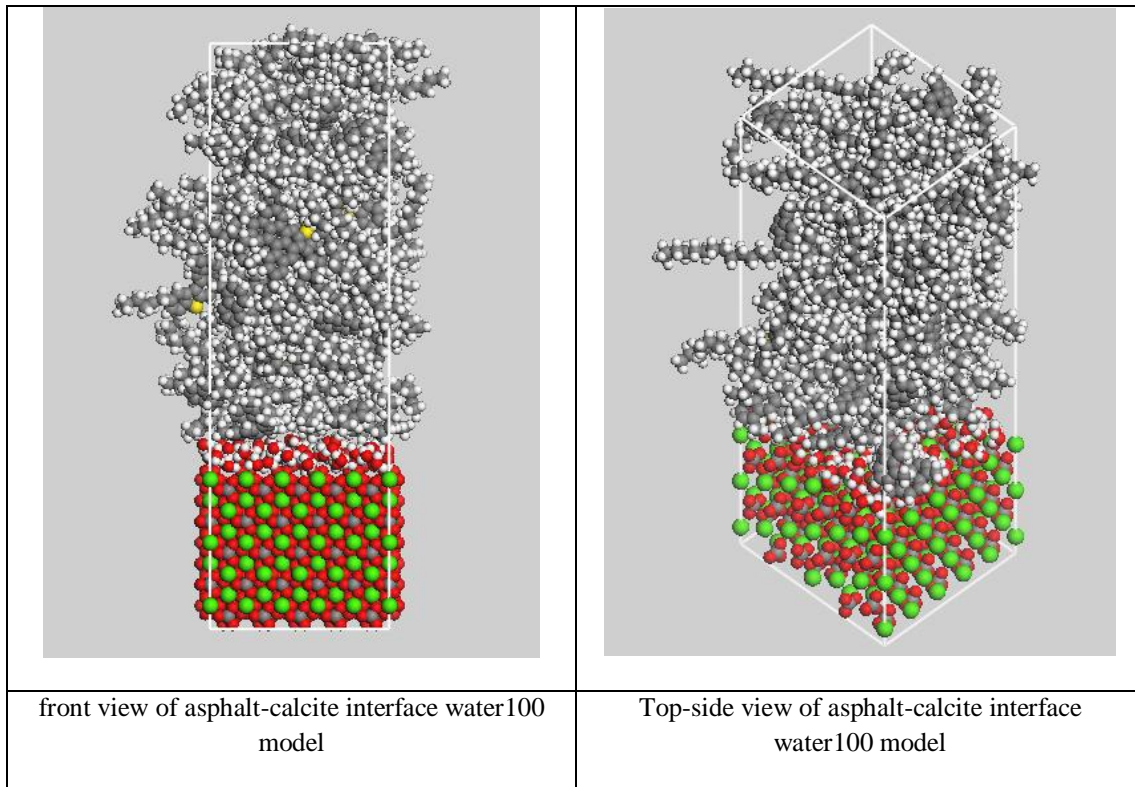 front view of asphalt-calcite interface water100
model
Top-side view of asphalt-calcite interface
water100 model